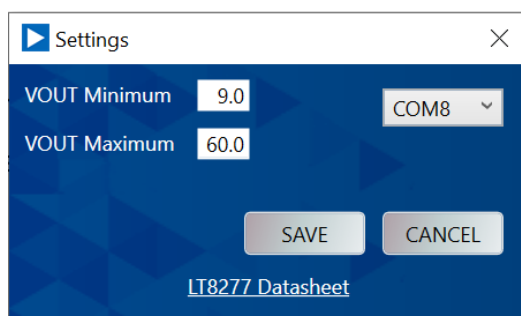 Settings
VOUT Minimum 9.0 COM8
VOUT Maximum 60.0
SAVE CANCEL
LT8277 Datasheet